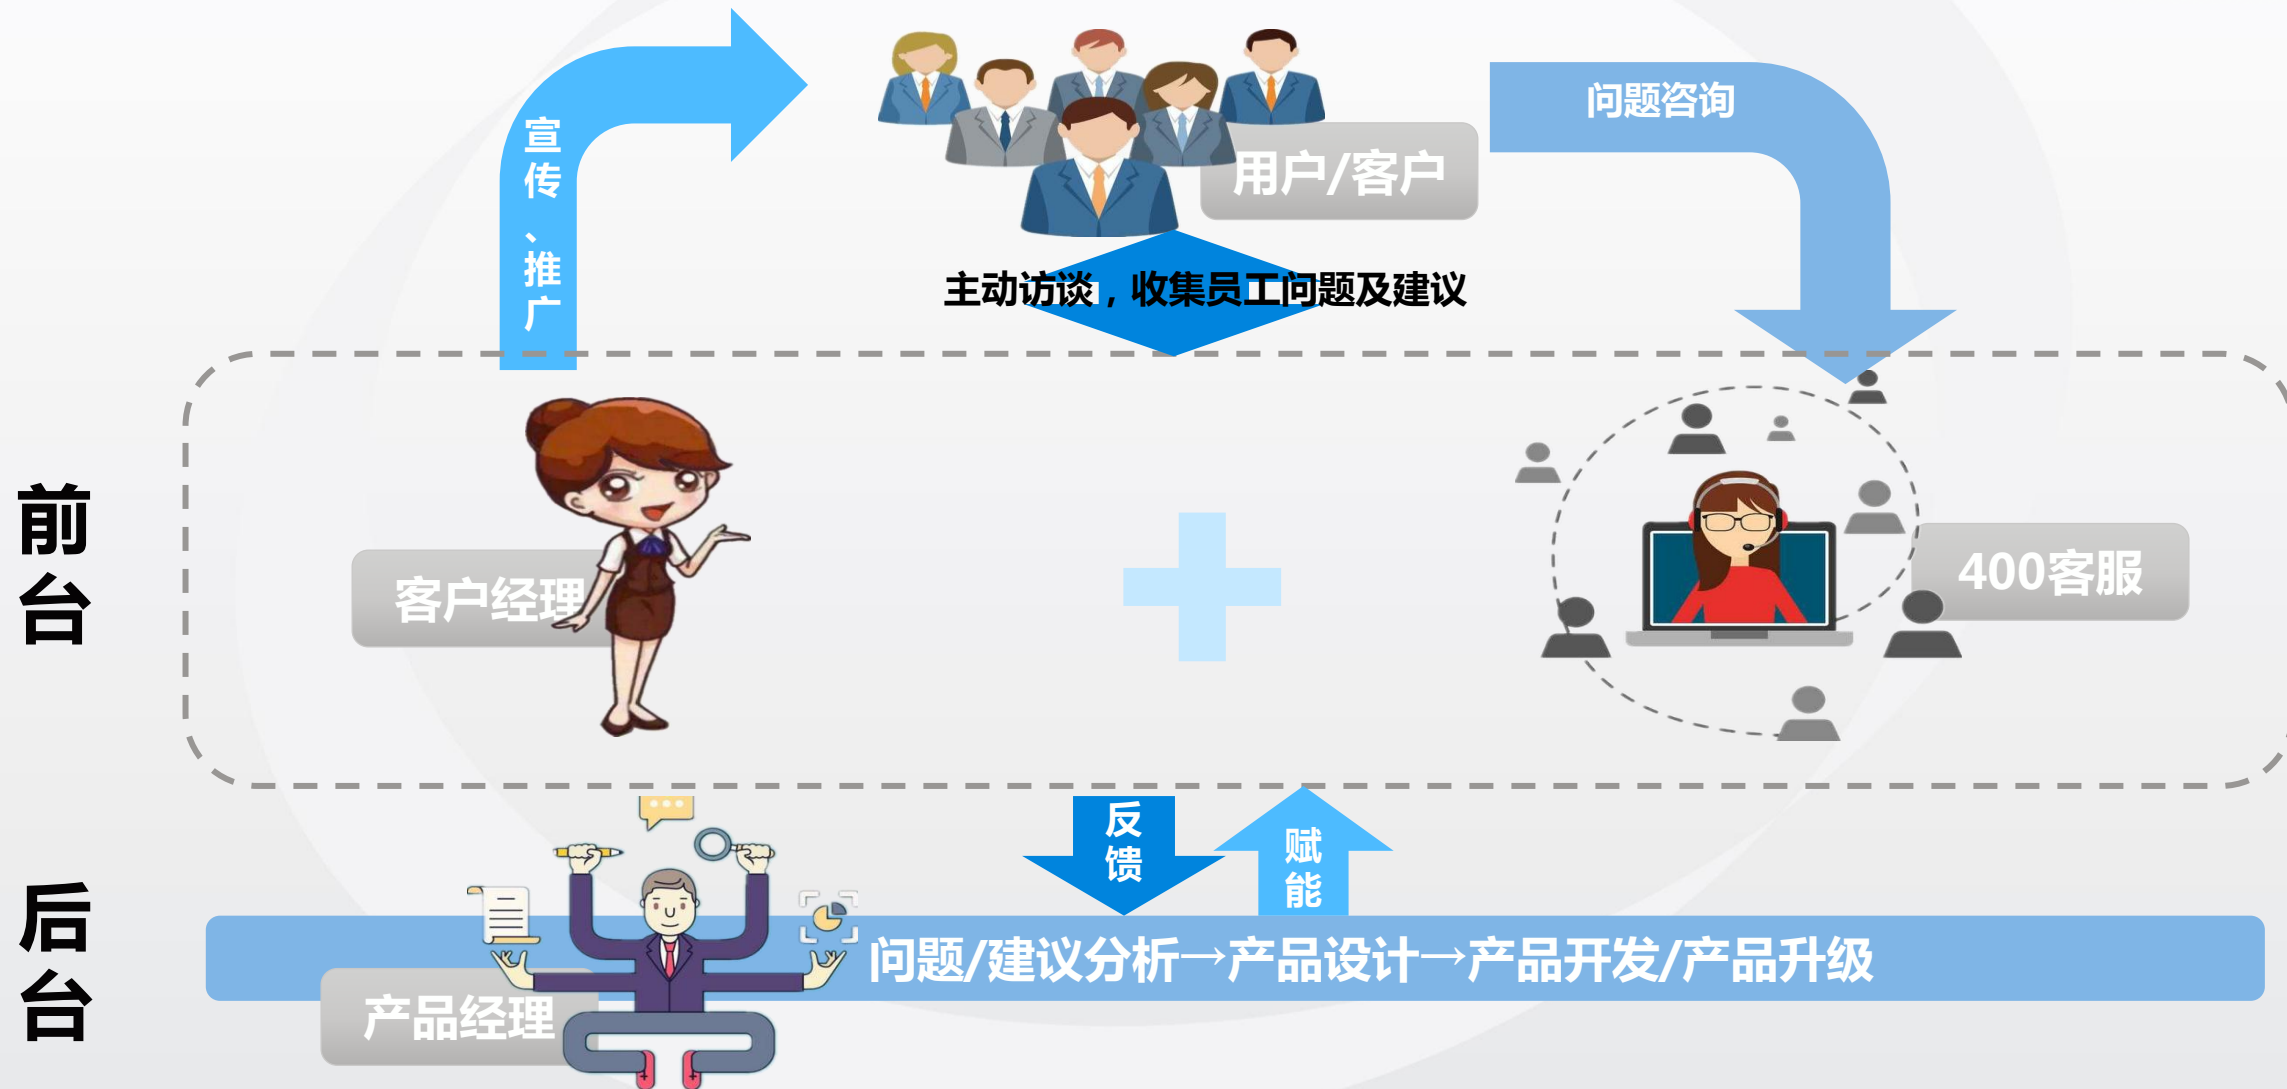 宣传、推广
用户/客户
问题咨询
主动访谈，收集员工问题及建议
前台
客户经理
400客服
反馈
赋能
后台
问题/建议分析→产品设计→产品开发/产品升级
产品经理